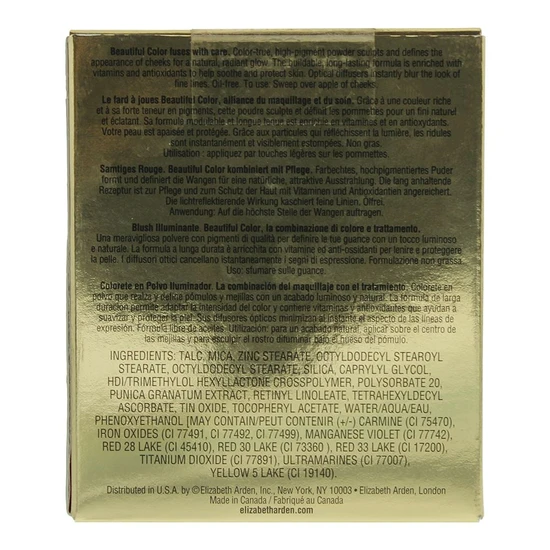 Beautiful Color fuses with care. Color-true, high-pigment powder sculpts and defines the
appearance of cheeks for a natural, radiant glow. The buildable, long-lasting formula is enriched with
vitamins and antioxidants to help soothe and protect skin. Optical diffusers instantly blur the look of
fine lines. Oil-free. To use: Sweep over apple of cheeks.
Le fard à joues Beautiful Color, alliance du maquillage et du soin. Grâce à une couleur riche
et à sa forte teneur en pigments, cette poudre sculpte et définit les pommettes pour un fini naturel
et éclatant. Sa formule modulable et longue tenue est enrichie en vitamines et en antioxydants.
Votre peau est apaisée et protégée. Grâce aux particules qui réfléchissent la lumière, les ridules
sont instantanément et visiblement estompées. Non gras.
Utilisation : appliquez par touches légères sur les pommettes.
Samtiges Rouge. Beautiful Color kombiniert mit Pflege. Farbechtes, hochpigmentiertes Puder
formt und definiert die Wangen für eine natürliche, attraktive Ausstrahlung. Die lang anhaltende
Rezeptur ist zur Pflege und zum Schutz der Haut mit Vitaminen und Antioxidantien angereichert.
Die lichtreflektierende Wirkung kaschiert feine Linien. Ölfrei.
Anwendung: Auf die höchste Stelle der Wangen auftragen.
Blush Illuminante. Beautiful Color, la combinazione di colore e trattamento.
Una meravigliosa polvere con pigmenti di qualità per definire le tue guance con un tocco luminoso
e naturale. La formula a lunga durata è arricchita con vitamine ed anti-ossidanti per lenire e proteggere
la pelle. I diffusori ottici cancellano istantaneamente i segni di espressione. Formulazione non grassa
Uso: sfumare sulle guance.
Colorete en Polvo Iluminador. La combinación del maquillaje con el tratamiento. Colorete en
polvo que realza y define pómulos y mejillas con un acabado luminoso y natural. La fórmula de larga
duración permite adaptar la intensidad del color y contiene vitaminas y antioxidantes que ayudan a
suavizar y proteger la piel. Sus difusores ópticos minimizan al instante el aspecto de las líneas de
expresión. Fórmula libre de aceites. Utilización: para un acabado natural, aplicar sobre el centro de
las mejillas y para esculpir el rostro difuminar bajo el hueso del pómulo.
INGREDIENTS: TALC, MICA, ZINC STEARATE, OCTYLDODECYL STEAROYL
STEARATE, OCTYLDODECYL STEARATE, SILICA, CAPRYLYL GLYCOL,
HDI/TRIMETHYLOL HEXYLLACTONE CROSSPOLYMER, POLYSORBATE 20,
PUNICA GRANATUM EXTRACT, RETINYL LINOLEATE, TETRAHEXYLDECYL
ASCORBATE, TIN OXIDE, TOCOPHERYL ACETATE, WATER/AQUA/EAU,
PHENOXYETHANOL [MAY CONTAIN/PEUT CONTENIR (+/-) CARMINE (CI 75470),
IRON OXIDES (CI 77491, CI 77492, CI 77499), MANGANESE VIOLET (CI 77742),
RED 28 LAKE (CI 45410), RED 30 LAKE (CI 73360 ), RED 33 LAKE (CI 17200),
TITANIUM DIOXIDE (CI 77891), ULTRAMARINES (CI 77007),
YELLOW 5 LAKE (CI 19140).
Distributed in U.S.A. by ©Elizabeth Arden, Inc., New York, NY 10003 • Elizabeth Arden, London
Made in Canada / Fabriqué au Canada
elizabetharden.com